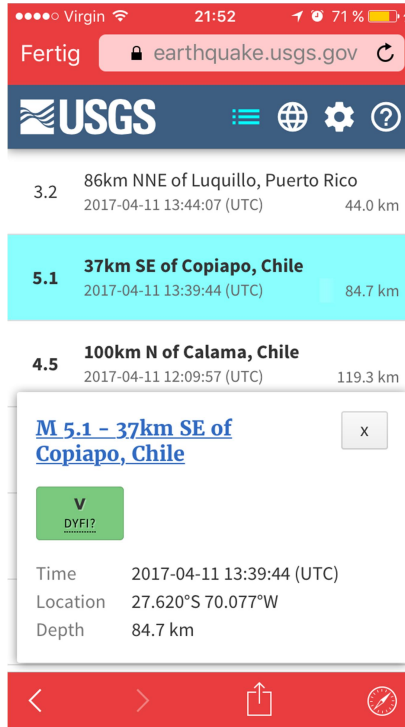 Virgin 21:52 71 %
Fertig earthquake.usgs.gov
USGS
3.2 86km NNE of Luquillo, Puerto Rico
2017-04-11 13:44:07 (UTC) 44.0 km
5.1 37km SE of Copiapo, Chile
2017-04-11 13:39:44 (UTC) 84.7 km
4.5 100km N of Calama, Chile
2017-04-11 12:09:57 (UTC) 119.3 km
M 5.1 - 37km SE of
Copiapo, Chile
x
V
DYFI?
Time 2017-04-11 13:39:44 (UTC)
Location 27.620°S 70.077°W
Depth 84.7 km